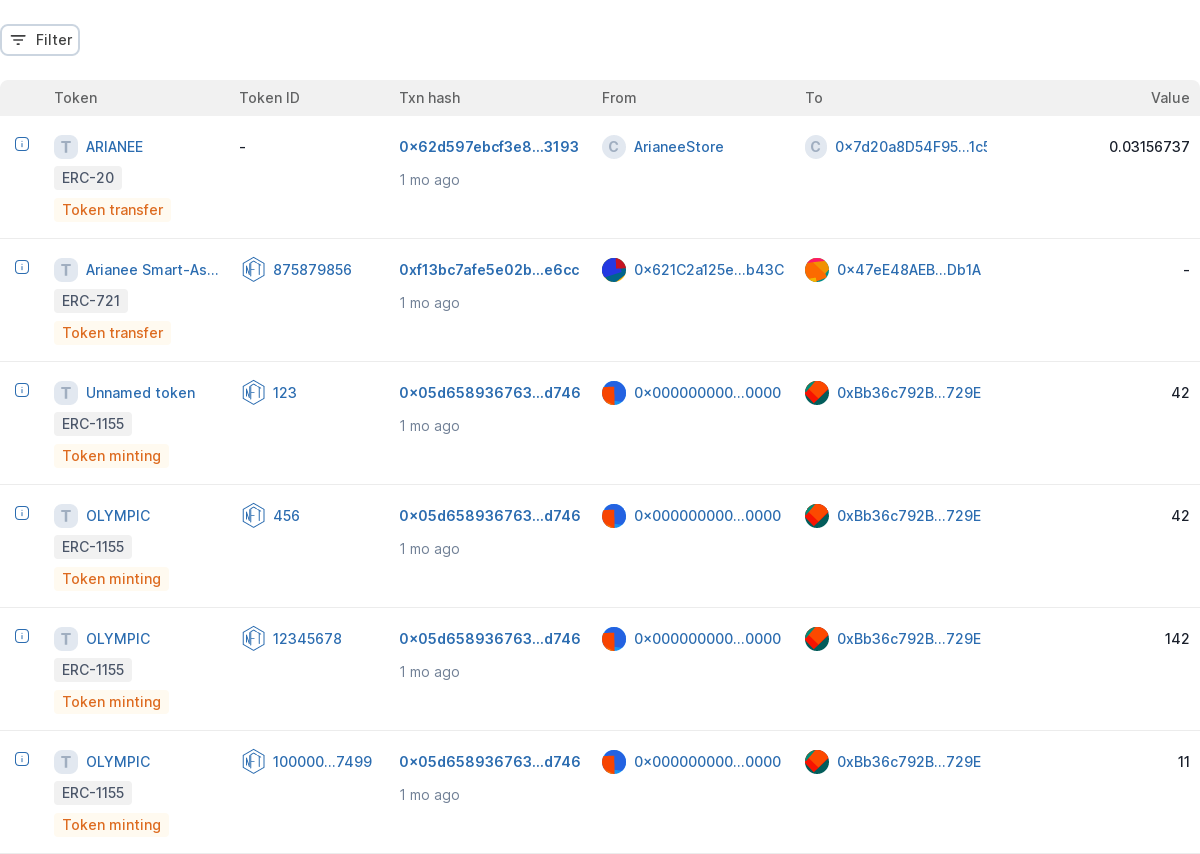 Filter
Token Token ID Txn hash From To Value
T ARIANEE - 0x62d597ebcf3e8...3193 C ArianeeStore C 0x7d20a8D54F95...1c5 0.03156737
ERC-20 1 mo ago
Token transfer
T Arianee Smart-As... NFT 875879856 0xf13bc7afe5e02b...e6cc 0x621C2a125e...b43C 0x47eE48AEB...Db1A -
ERC-721 1 mo ago
Token transfer
T Unnamed token NFT 123 0x05d658936763...d746 0x000000000...0000 0xBb36c792B...729E 42
ERC-1155 1 mo ago
Token minting
T OLYMPIC NFT 456 0x05d658936763...d746 0x000000000...0000 0xBb36c792B...729E 42
ERC-1155 1 mo ago
Token minting
T OLYMPIC NFT 12345678 0x05d658936763...d746 0x000000000...0000 0xBb36c792B...729E 142
ERC-1155 1 mo ago
Token minting
T OLYMPIC NFT 100000...7499 0x05d658936763...d746 0x000000000...0000 0xBb36c792B...729E 11
ERC-1155 1 mo ago
Token minting